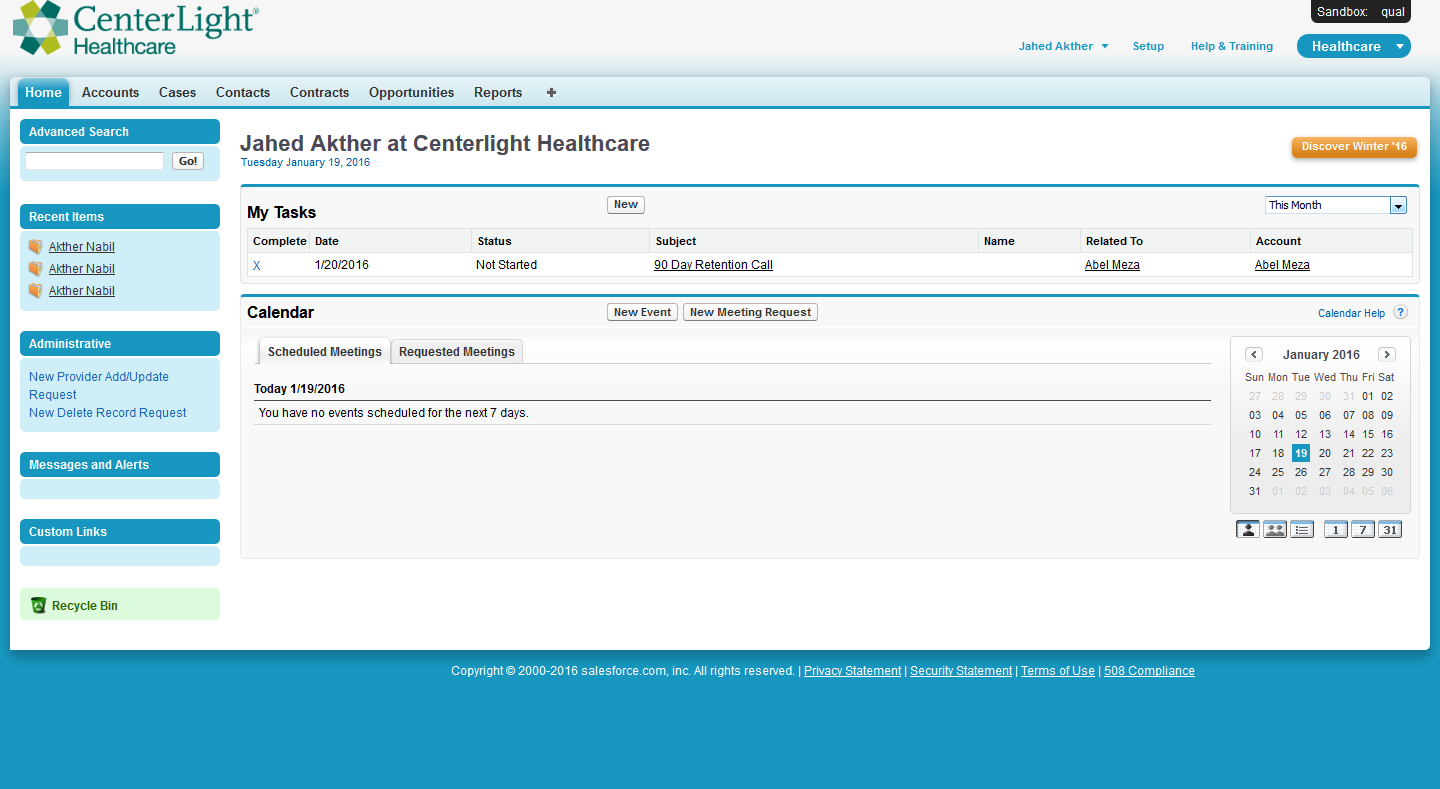 CenterLight®
Healthcare
Sandbox: qual
Jahed Akther Setup Help & Training Healthcare
Home Accounts Cases Contacts Contracts Opportunities Reports +
Advanced Search
Go!
Recent Items
Akther Nabil
Akther Nabil
Akther Nabil
Administrative
New Provider Add/Update
Request
New Delete Record Request
Messages and Alerts
Custom Links
Recycle Bin
Jahed Akther at Centerlight Healthcare
Tuesday January 19, 2016
Discover Winter '16
My Tasks New This Month
Complete Date Status Subject Name Related To Account
X 1/20/2016 Not Started 90 Day Retention Call Abel Meza Abel Meza
Calendar New Event New Meeting Request Calendar Help ?
Scheduled Meetings Requested Meetings
Today 1/19/2016
You have no events scheduled for the next 7 days.
January 2016
Sun Mon Tue Wed Thu Fri Sat
27 28 29 30 31 01 02
03 04 05 06 07 08 09
10 11 12 13 14 15 16
17 18 19 20 21 22 23
24 25 26 27 28 29 30
31 01 02 03 04 05 06
1 7 31
Copyright © 2000-2016 salesforce.com, inc. All rights reserved. | Privacy Statement | Security Statement | Terms of Use | 508 Compliance